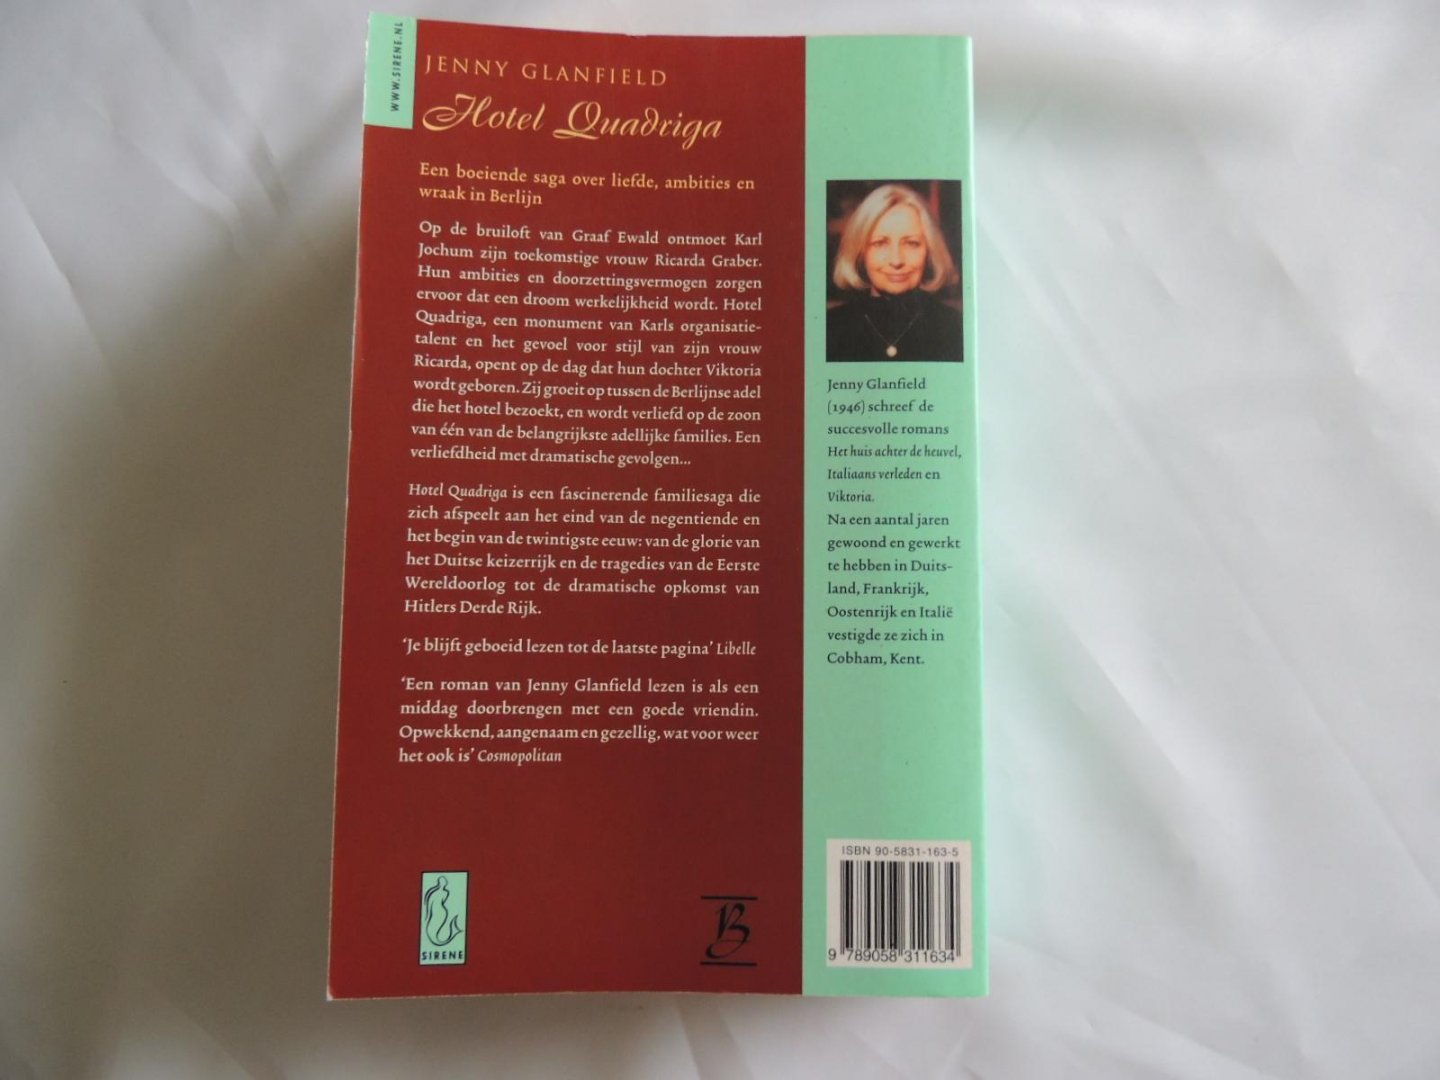 WWW.SIRENE.NL
JENNY GLANFIELD
Hotel Quadriga
Een boeiende saga over liefde, ambities en
wraak in Berlijn
Op de bruiloft van Graaf Ewald ontmoet Karl
Jochum zijn toekomstige vrouw Ricarda Graber.
Hun ambities en doorzettingsvermogen zorgen
ervoor dat een droom werkelijkheid wordt. Hotel
Quadriga, een monument van Karls organisatie-
talent en het gevoel voor stijl van zijn vrouw
Ricarda, opent op de dag dat hun dochter Viktoria
wordt geboren. Zij groeit op tussen de Berlijnse adel
die het hotel bezoekt, en wordt verliefd op de zoon
van één van de belangrijkste adellijke families. Een
verliefdheid met dramatische gevolgen...
Hotel Quadriga is een fascinerende familiesaga die
zich afspeelt aan het eind van de negentiende en
het begin van de twintigste eeuw: van de glorie van
het Duitse keizerrijk en de tragedies van de Eerste
Wereldoorlog tot de dramatische opkomst van
Hitlers Derde Rijk.
‘Je blijft geboeid lezen tot de laatste pagina’ Libelle
‘Een roman van Jenny Glanfield lezen is als een
middag doorbrengen met een goede vriendin.
Opwekkend, aangenaam en gezellig, wat voor weer
het ook is’ Cosmopolitan
SIRENE
B
Jenny Glanfield
(1946) schreef de
succesvolle romans
Het huis achter de heuvel,
Italiaans verleden en
Viktoria.
Na een aantal jaren
gewoond en gewerkt
te hebben in Duits-
land, Frankrijk,
Oostenrijk en Italië
vestigde ze zich in
Cobham, Kent.
ISBN 90-5831-163-5
9 789058 311634